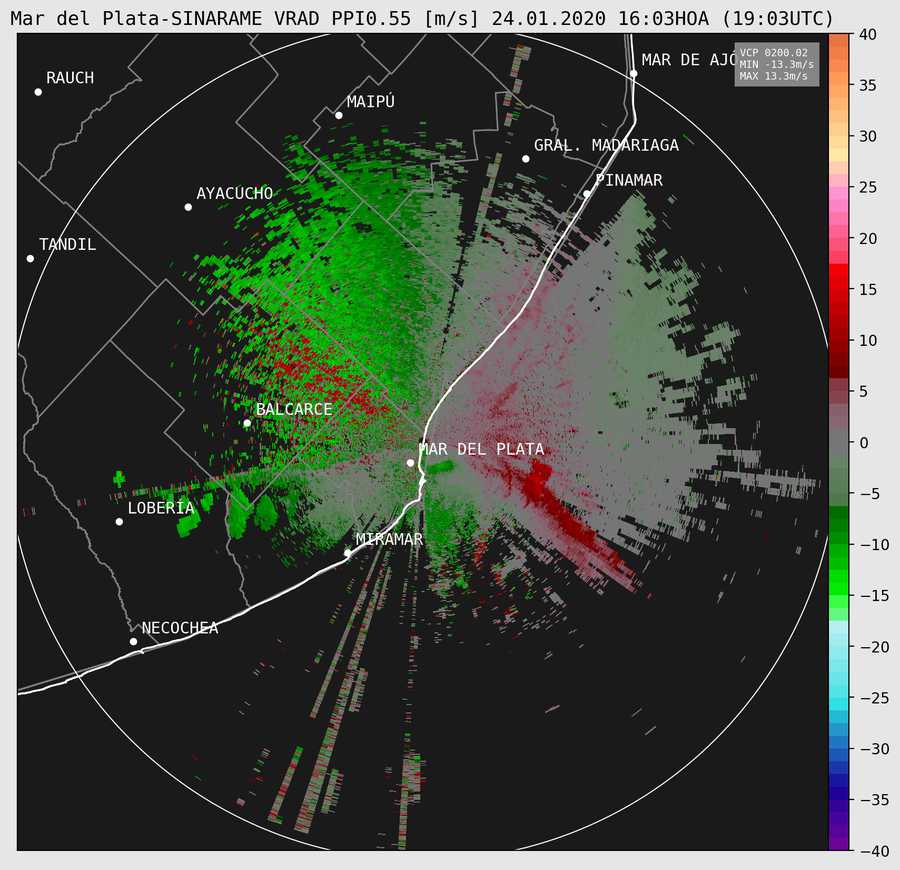 Mar del Plata-SINARAME VRAD PPI0.55 [m/s] 24.01.2020 16:03HOA (19:03UTC)
VCP 0200.02
MIN -13.3m/s
MAX 13.3m/s
MAR DE AJÓ
RAUCH
MAIPÚ
GRAL. MADARIAGA
PINAMAR
AYACUCHO
TANDIL
BALCARCE
MAR DEL PLATA
LOBERÍA
MIRAMAR
NECOCHEA
40
35
30
25
20
15
10
5
0
−5
−10
−15
−20
−25
−30
−35
−40